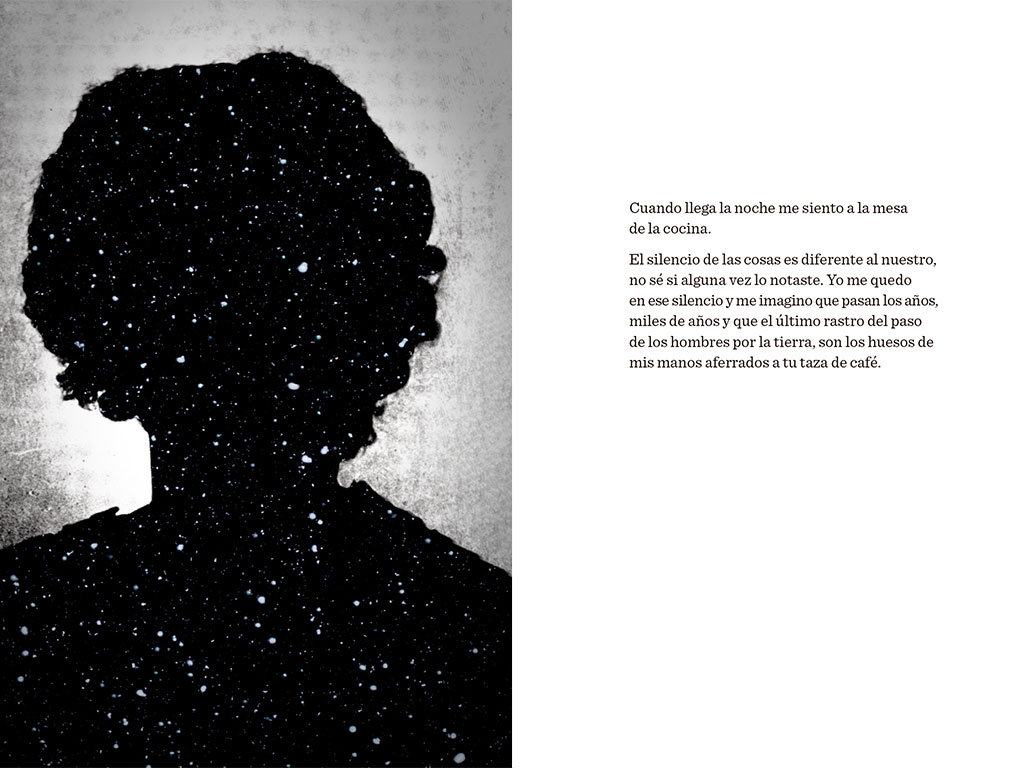 Cuando llega la noche me siento a la mesa
de la cocina.
El silencio de las cosas es diferente al nuestro,
no sé si alguna vez lo notaste. Yo me quedo
en ese silencio y me imagino que pasan los años,
miles de años y que el último rastro del paso
de los hombres por la tierra, son los huesos de
mis manos aferrados a tu taza de café.